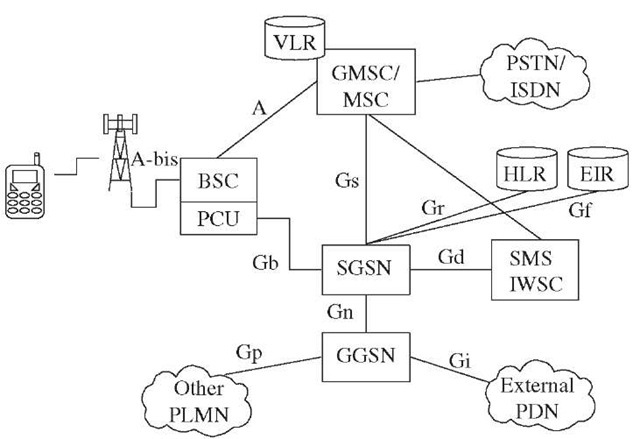 VLR
GMSC/
MSC
PSTN/
ISDN
A
A-bis
BSC
PCU
Gs
HLR
EIR
Gr
Gf
Gb
SGSN
Gd
SMS
IWSC
Gn
GGSN
Gp
Gi
Other
PLMN
External
PDN